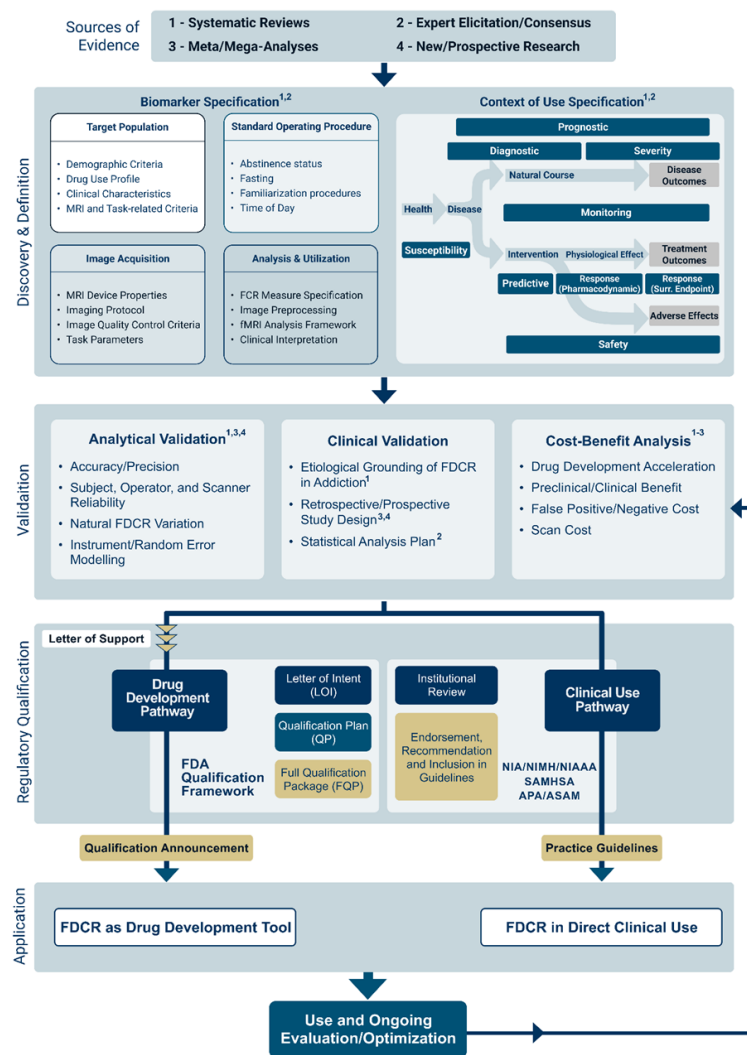 Sources of
Evidence
1 - Systematic Reviews
2 - Expert Elicitation/Consensus
3 - Meta/Mega-Analyses
4 - New/Prospective Research
Discovery & Definition
Biomarker Specification1,2
Target Population
• Demographic Criteria
• Drug Use Profile
• Clinical Characteristics
• MRI and Task-related Criteria
Standard Operating Procedure
• Abstinence status
• Fasting
• Familiarization procedures
• Time of Day
Image Acquisition
• MRI Device Properties
• Imaging Protocol
• Image Quality Control Criteria
• Task Parameters
Analysis & Utilization
• FCR Measure Specification
• Image Preprocessing
• fMRI Analysis Framework
• Clinical Interpretation
Context of Use Specification1,2
Prognostic
Diagnostic
Severity
Natural Course
Disease
Outcomes
Health
Disease
Monitoring
Susceptibility
Intervention
Physiological Effect
Treatment
Outcomes
Predictive
Response
(Pharmacodynamic)
Response
(Surr. Endpoint)
Adverse Effects
Safety
Validaition
Analytical Validation1,3,4
• Accuracy/Precision
• Subject, Operator, and Scanner
Reliability
• Natural FDCR Variation
• Instrument/Random Error
Modelling
Clinical Validation
• Etiological Grounding of FDCR
in Addiction1
• Retrospective/Prospective
Study Design3,4
• Statistical Analysis Plan2
Cost-Benefit Analysis1-3
• Drug Development Acceleration
• Preclinical/Clinical Benefit
• False Positive/Negative Cost
• Scan Cost
Regulatory Qualification
Letter of Support
Drug
Development
Pathway
FDA
Qualification
Framework
Letter of Intent
(LOI)
Qualification Plan
(QP)
Full Qualification
Package (FQP)
Institutional
Review
Endorsement,
Recommendation
and Inclusion in
Guidelines
Clinical Use
Pathway
NIA/NIMH/NIAAA
SAMHSA
APA/ASAM
Qualification Announcement
Practice Guidelines
Application
FDCR as Drug Development Tool
FDCR in Direct Clinical Use
Use and Ongoing
Evaluation/Optimization